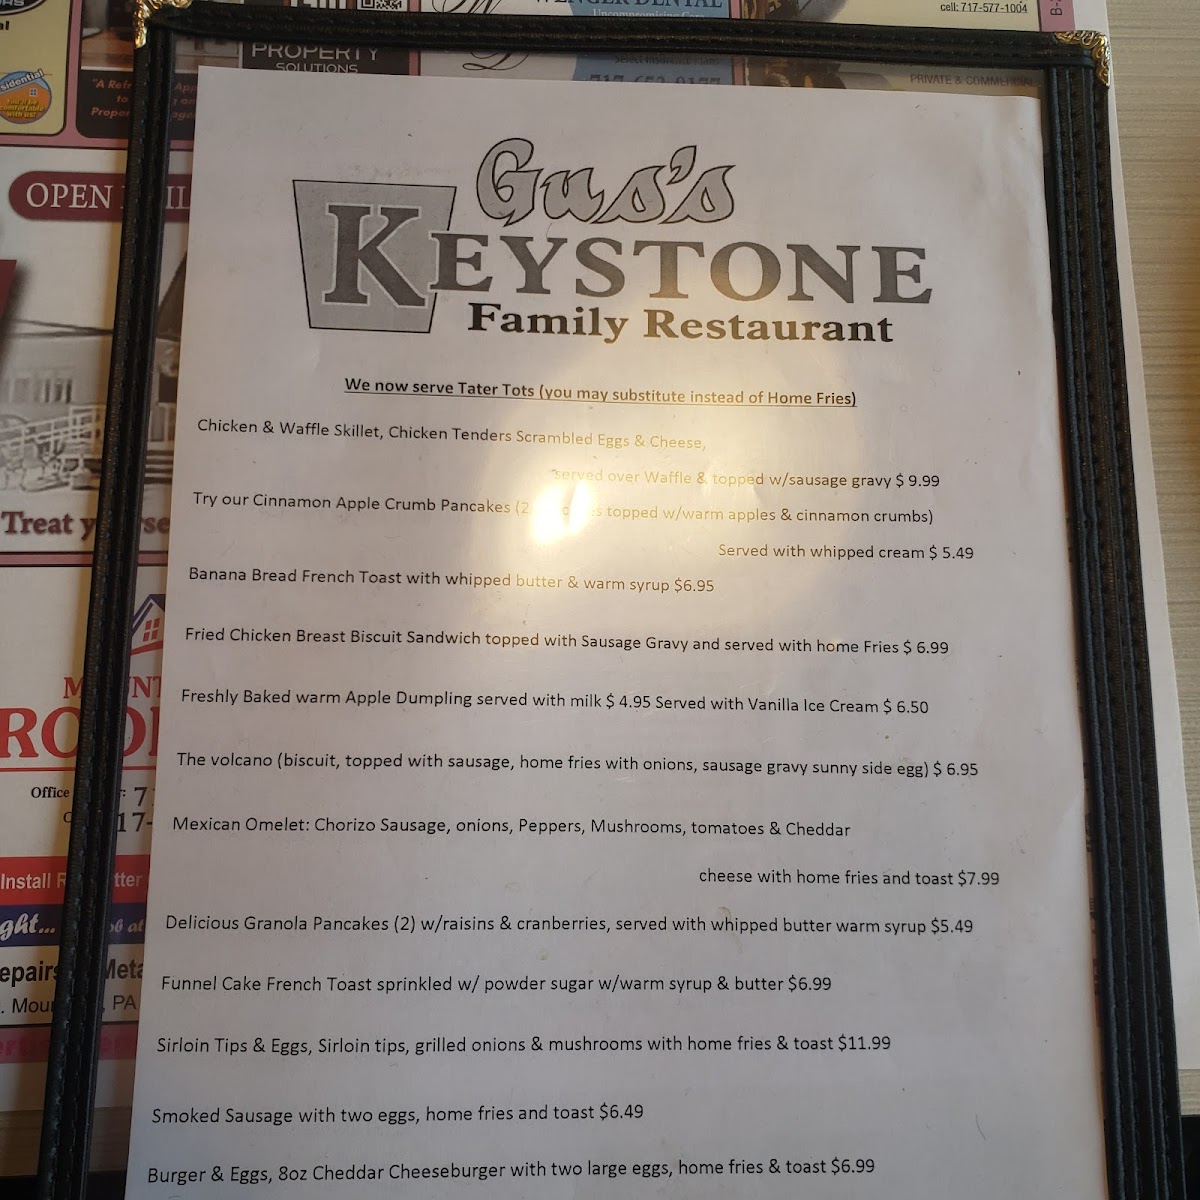 cell: 717-577-1004
PROPERTY
SOLUTIONS
PRIVATE & COMMERCIAL
OPEN
Gus's
KEYSTONE
Family Restaurant
We now serve Tater Tots (you may substitute instead of Home Fries)
Chicken & Waffle Skillet, Chicken Tenders Scrambled Eggs & Cheese,
served over Waffle & topped w/sausage gravy $ 9.99
Try our Cinnamon Apple Crumb Pancakes (2 topped w/warm apples & cinnamon crumbs)
Served with whipped cream $ 5.49
Banana Bread French Toast with whipped butter & warm syrup $6.95
Fried Chicken Breast Biscuit Sandwich topped with Sausage Gravy and served with home Fries $ 6.99
Freshly Baked warm Apple Dumpling served with milk $ 4.95 Served with Vanilla Ice Cream $ 6.50
The volcano (biscuit, topped with sausage, home fries with onions, sausage gravy sunny side egg) $ 6.95
Mexican Omelet: Chorizo Sausage, onions, Peppers, Mushrooms, tomatoes & Cheddar
cheese with home fries and toast $7.99
Delicious Granola Pancakes (2) w/raisins & cranberries, served with whipped butter warm syrup $5.49
Funnel Cake French Toast sprinkled w/ powder sugar w/warm syrup & butter $6.99
Sirloin Tips & Eggs, Sirloin tips, grilled onions & mushrooms with home fries & toast $11.99
Smoked Sausage with two eggs, home fries and toast $6.49
Burger & Eggs, 8oz Cheddar Cheeseburger with two large eggs, home fries & toast $6.99
Treat
Office
Install
PA